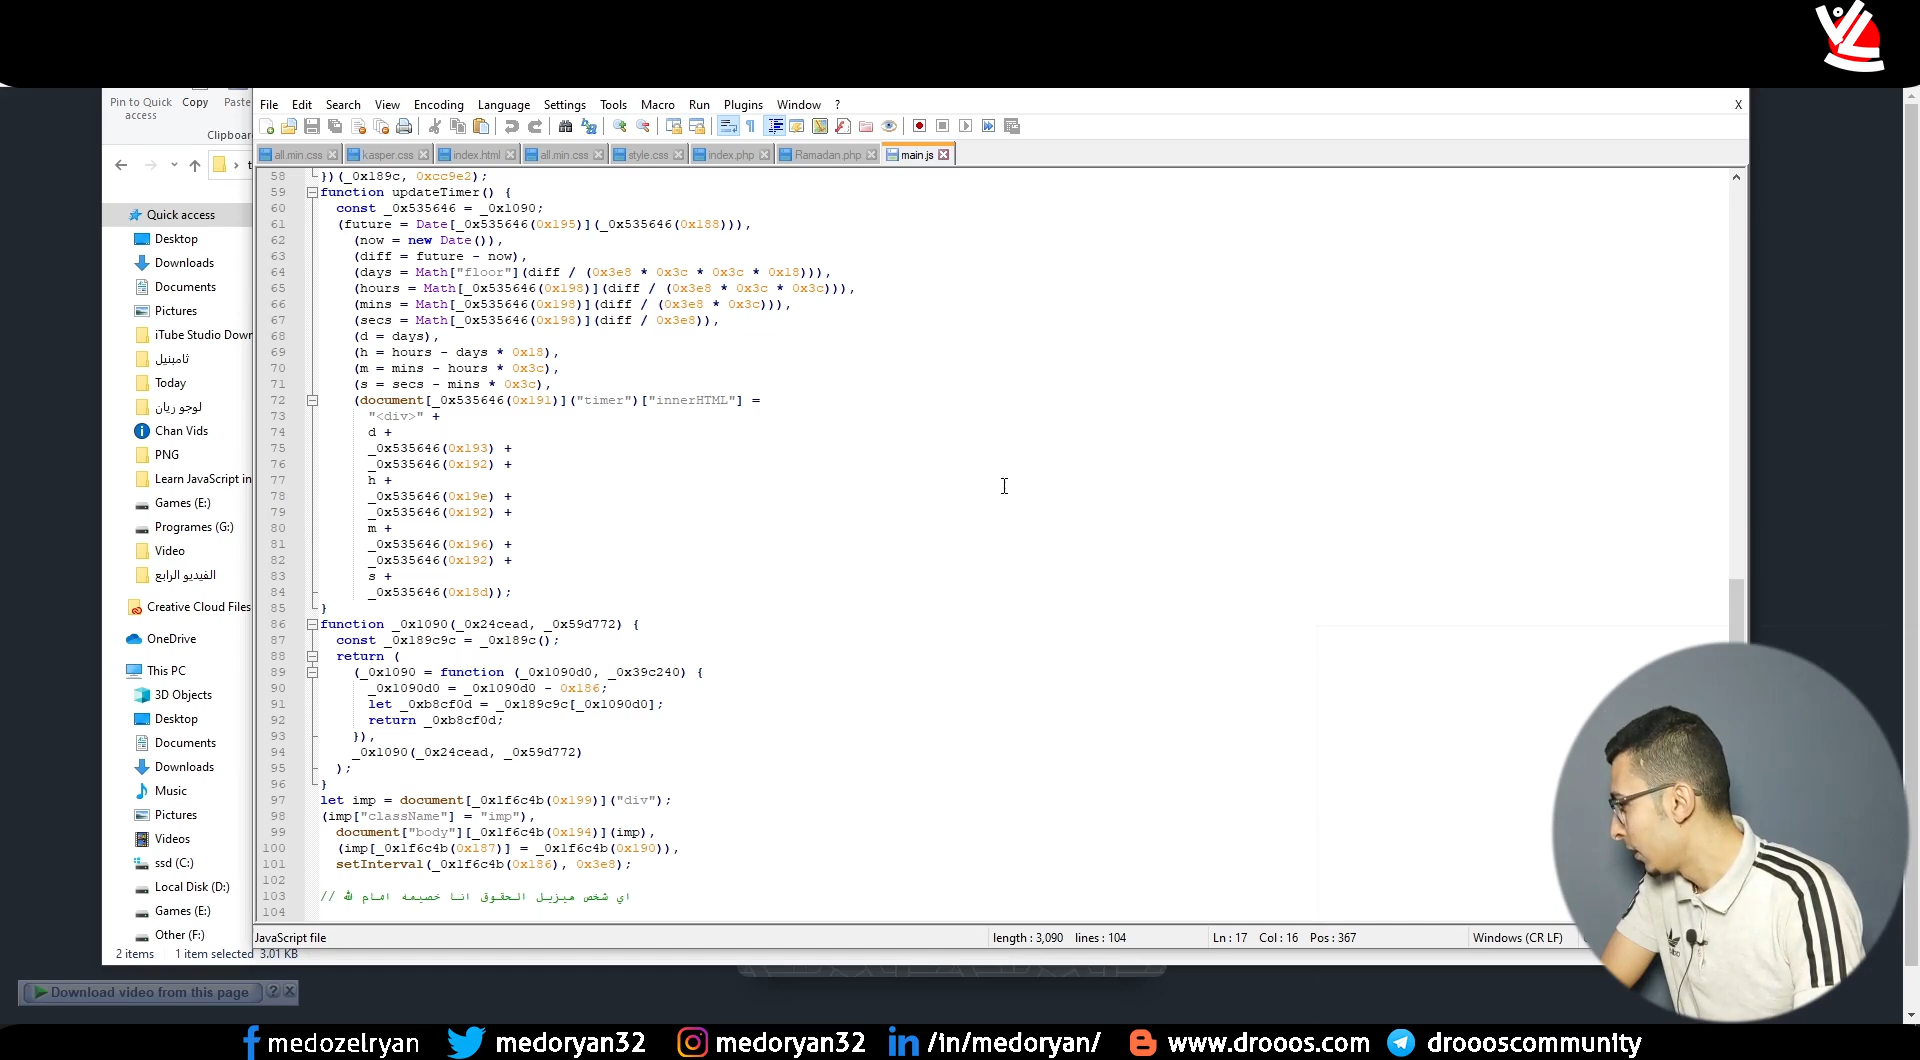 Pin to Quick access
Copy
Paste
Clipboar
Quick access
Desktop
Downloads
Documents
Pictures
iTube Studio Down
ثامبنيل
Today
لوجو ريان
Chan Vids
PNG
Learn JavaScript in
Games (E:)
Programes (G:)
Video
الفيديو الرابع
Creative Cloud Files
OneDrive
This PC
3D Objects
Desktop
Documents
Downloads
Music
Pictures
Videos
ssd (C:)
Local Disk (D:)
Games (E:)
Other (F:)
2 items 1 item selected 3.01 KB
Download video from this page ? X
File Edit Search View Encoding Language Settings Tools Macro Run Plugins Window ? X
all.min.css kasper.css index.html all.min.css style.css index.php Ramadan.php main.js
58 })(_0x189c, 0xcc9e2);
59 function updateTimer() {
60 const _0x535646 = _0x1090;
61 (future = Date[_0x535646(0x195)](_0x535646(0x188))),
62 (now = new Date()),
63 (diff = future - now),
64 (days = Math["floor"](diff / (0x3e8 * 0x3c * 0x3c * 0x18))),
65 (hours = Math[_0x535646(0x198)](diff / (0x3e8 * 0x3c * 0x3c))),
66 (mins = Math[_0x535646(0x198)](diff / (0x3e8 * 0x3c))),
67 (secs = Math[_0x535646(0x198)](diff / 0x3e8)),
68 (d = days),
69 (h = hours - days * 0x18),
70 (m = mins - hours * 0x3c),
71 (s = secs - mins * 0x3c),
72 (document[_0x535646(0x191)]("timer")["innerHTML"] =
73 "<div>" +
74 d +
75 _0x535646(0x193) +
76 _0x535646(0x192) +
77 h +
78 _0x535646(0x19e) +
79 _0x535646(0x192) +
80 m +
81 _0x535646(0x196) +
82 _0x535646(0x192) +
83 s +
84 _0x535646(0x18d));
85 }
86 function _0x1090(_0x24cead, _0x59d772) {
87 const _0x189c9c = _0x189c();
88 return (
89 (_0x1090 = function (_0x1090d0, _0x39c240) {
90 _0x1090d0 = _0x1090d0 - 0x186;
91 let _0xb8cf0d = _0x189c9c[_0x1090d0];
92 return _0xb8cf0d;
93 }),
94 _0x1090(_0x24cead, _0x59d772)
95 );
96 }
97 let imp = document[_0x1f6c4b(0x199)]("div");
98 (imp["className"] = "imp"),
99 document["body"][_0x1f6c4b(0x194)](imp),
100 (imp[_0x1f6c4b(0x187)] = _0x1f6c4b(0x190)),
101 setInterval(_0x1f6c4b(0x186), 0x3e8);
102
103 // اي شخص هيزيل الحقوق انا خصيمه امام الله
104
JavaScript file length : 3,090 lines : 104 Ln : 17 Col : 16 Pos : 367 Windows (CR LF)
medozelryan medoryan32 medoryan32 /in/medoryan/ www.drooos.com droooscommunity